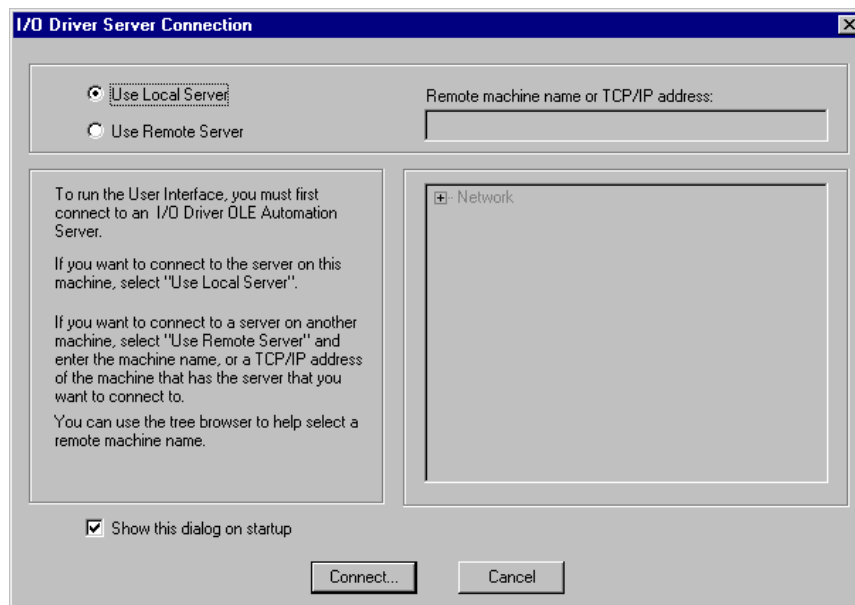 I/O Driver Server Connection
Use Local Server
Use Remote Server
Remote machine name or TCP/IP address:
To run the User Interface, you must first
connect to an I/O Driver OLE Automation
Server.
If you want to connect to the server on this
machine, select "Use Local Server".
If you want to connect to a server on another
machine, select "Use Remote Server" and
enter the machine name, or a TCP/IP address
of the machine that has the server that you
want to connect to.
You can use the tree browser to help select a
remote machine name.
Network
Show this dialog on startup
Connect...
Cancel